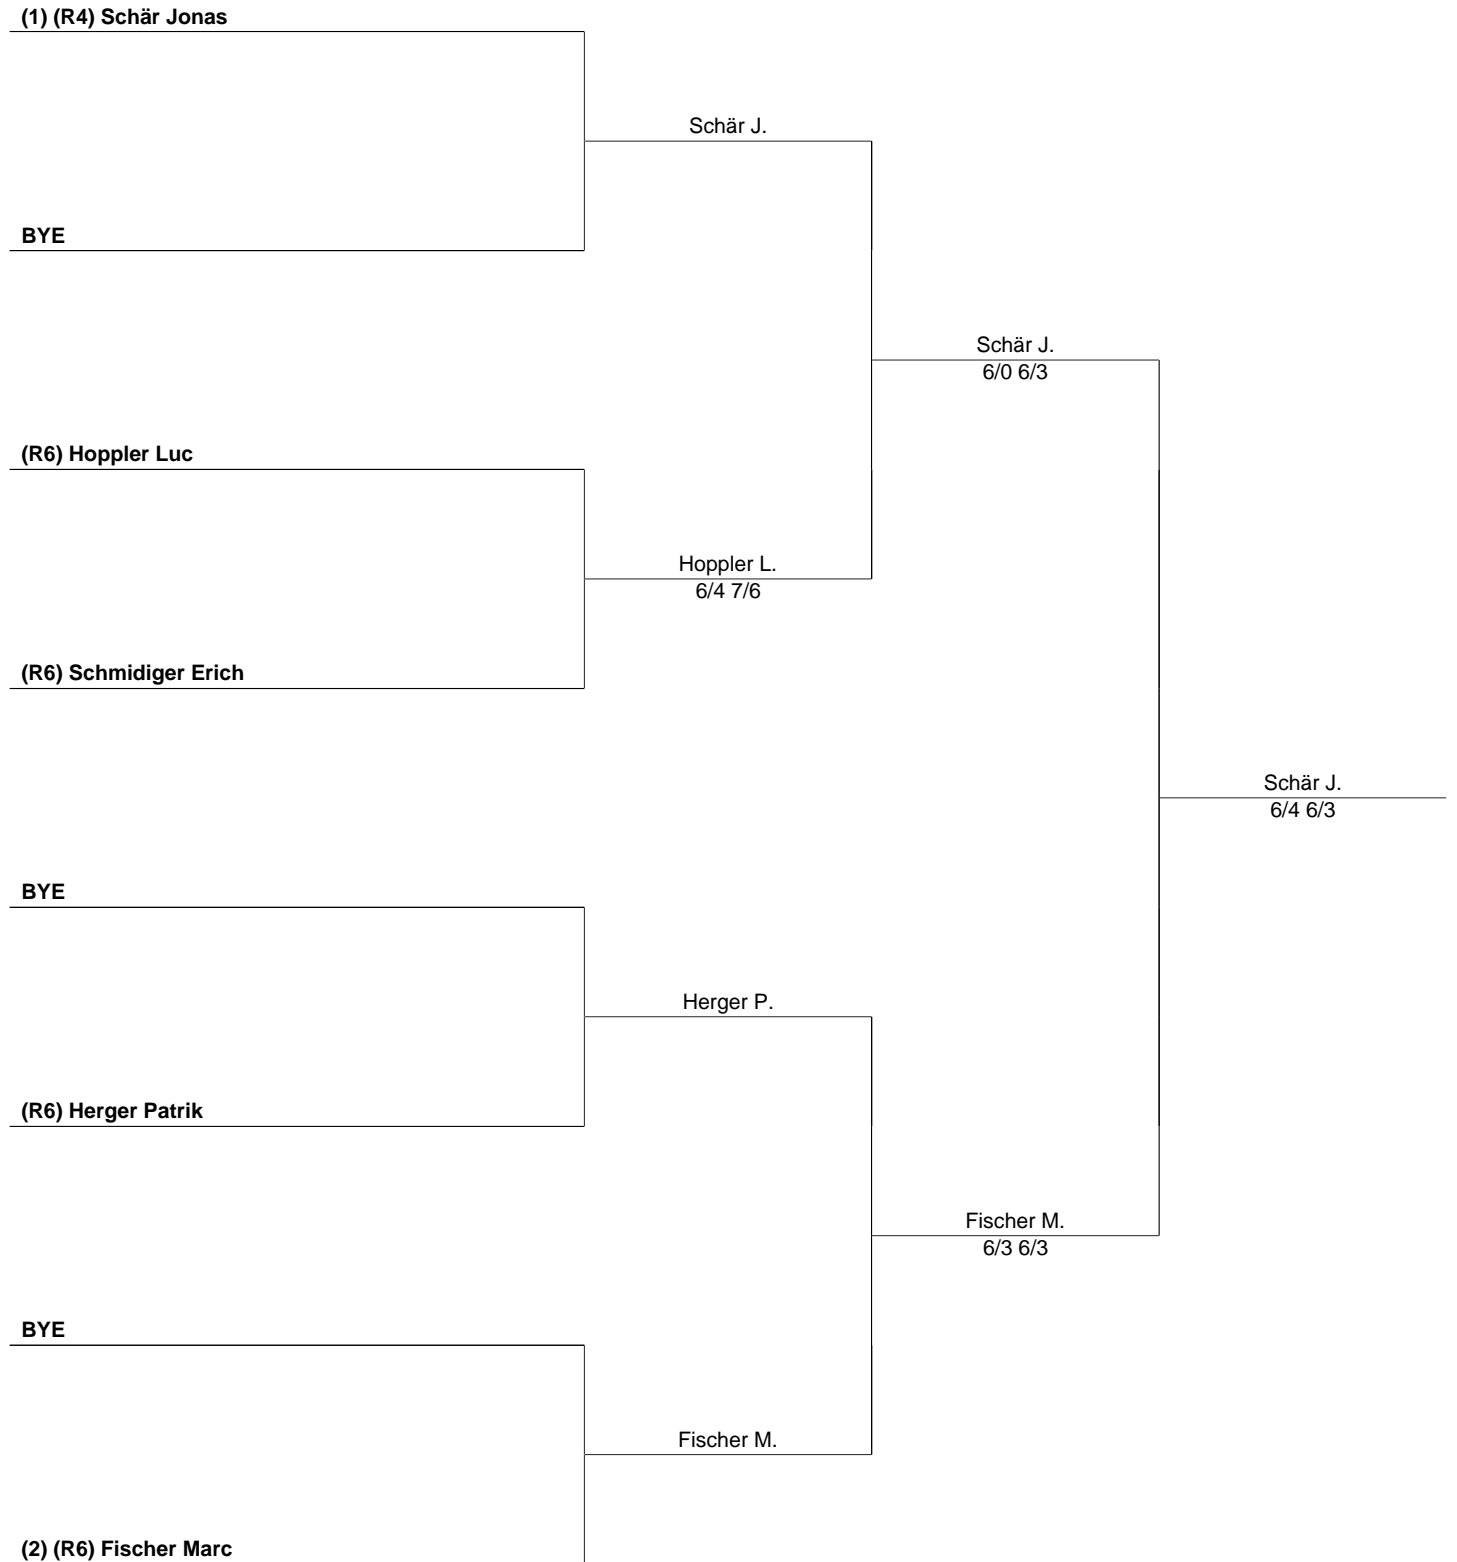 (1) (R4) Schär Jonas
Schär J.
BYE
Schär J.
6/0 6/3
(R6) Hoppler Luc
Hoppler L.
6/4 7/6
(R6) Schmidiger Erich
Schär J.
6/4 6/3
BYE
Herger P.
(R6) Herger Patrik
Fischer M.
6/3 6/3
BYE
Fischer M.
(2) (R6) Fischer Marc